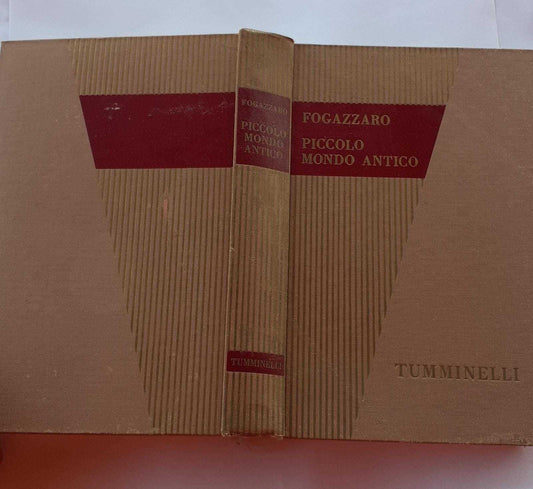 FOGAZZARO
PICCOLO
MONDO
ANTICO
TUMMINELLI
FOGAZZARO
PICCOLO
MONDO ANTICO
TUMMINELLI